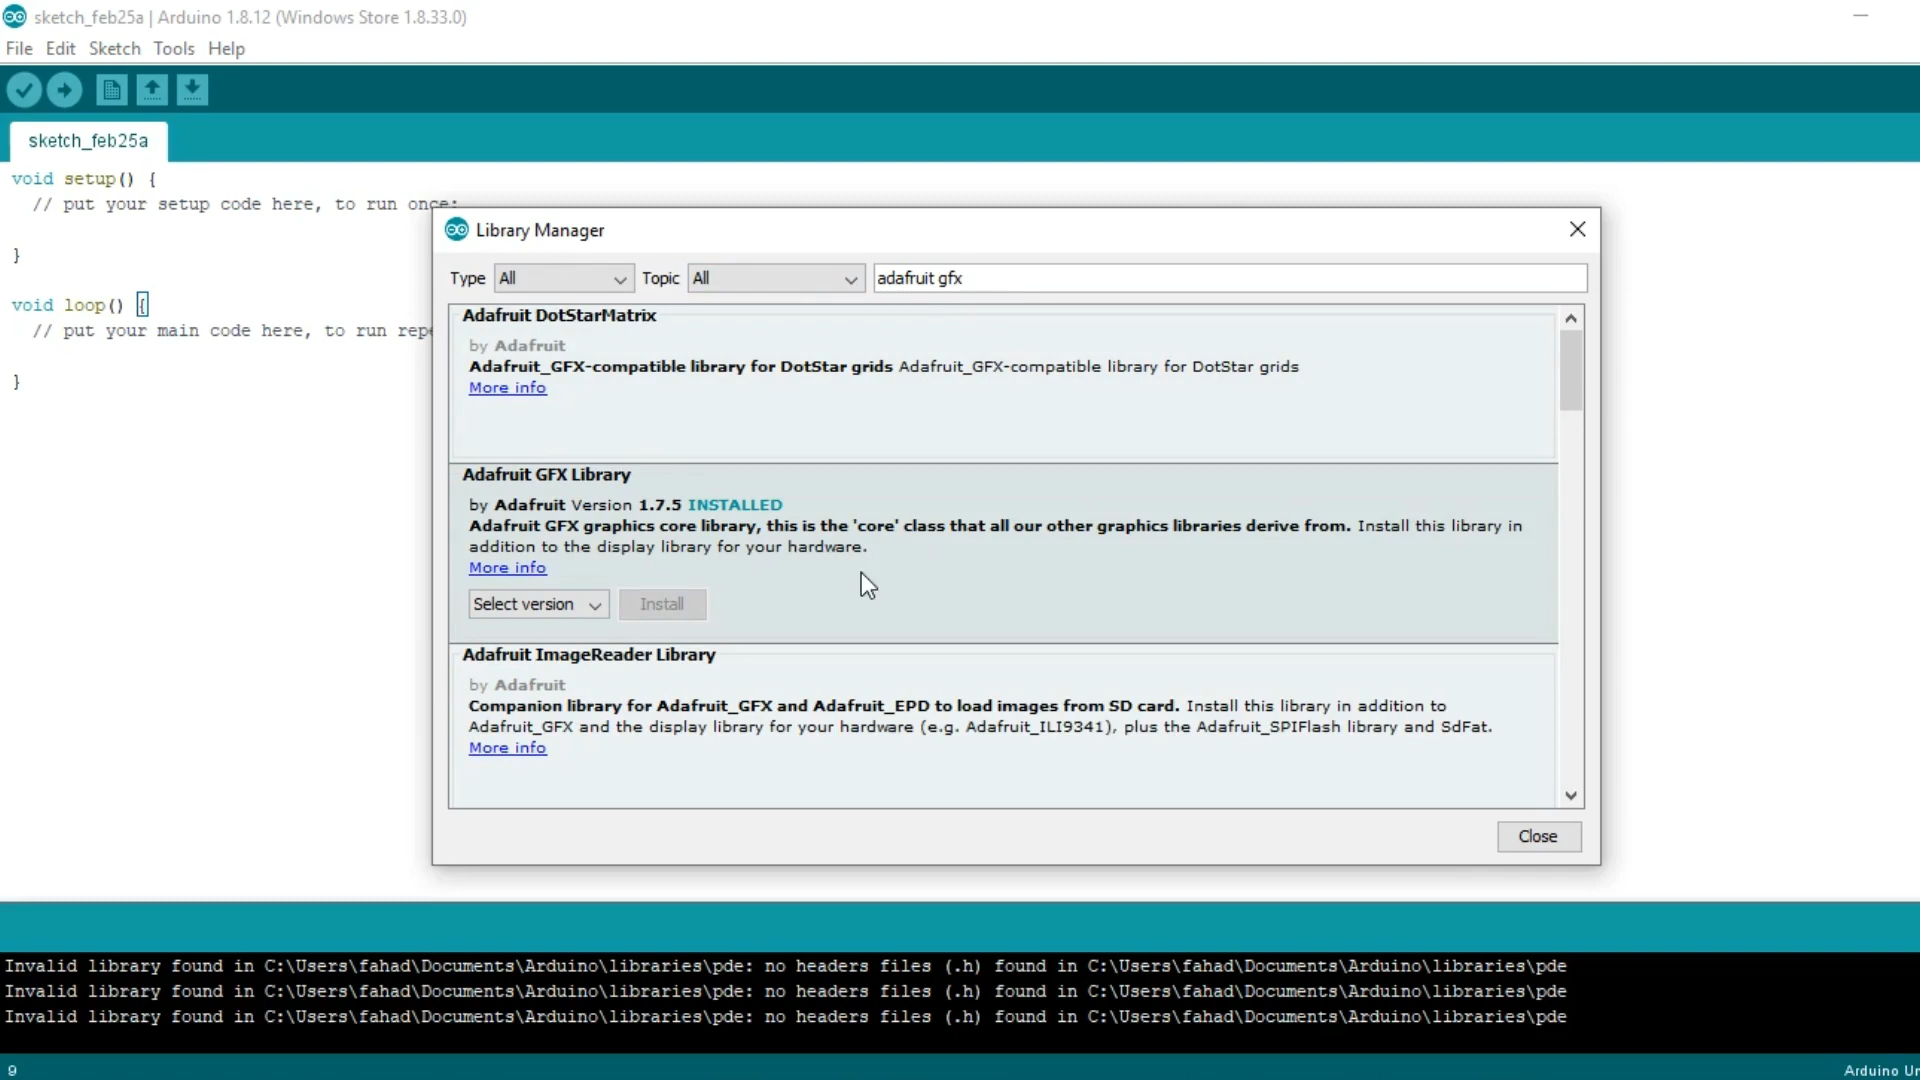 sketch_feb25a | Arduino 1.8.12 (Windows Store 1.8.33.0)
File Edit Sketch Tools Help
sketch_feb25a
void setup() {
// put your setup code here, to run once:
}
void loop() {
// put your main code here, to run repe
}
Library Manager
Type All Topic All adafruit gfx
Adafruit DotStarMatrix
by Adafruit
Adafruit_GFX-compatible library for DotStar grids Adafruit_GFX-compatible library for DotStar grids
More info
Adafruit GFX Library
by Adafruit Version 1.7.5 INSTALLED
Adafruit GFX graphics core library, this is the 'core' class that all our other graphics libraries derive from. Install this library in
addition to the display library for your hardware.
More info
Select version Install
Adafruit ImageReader Library
by Adafruit
Companion library for Adafruit_GFX and Adafruit_EPD to load images from SD card. Install this library in addition to
Adafruit_GFX and the display library for your hardware (e.g. Adafruit_ILI9341), plus the Adafruit_SPIFlash library and SdFat.
More info
Close
Invalid library found in C:\Users\fahad\Documents\Arduino\libraries\pde: no headers files (.h) found in C:\Users\fahad\Documents\Arduino\libraries\pde
Invalid library found in C:\Users\fahad\Documents\Arduino\libraries\pde: no headers files (.h) found in C:\Users\fahad\Documents\Arduino\libraries\pde
Invalid library found in C:\Users\fahad\Documents\Arduino\libraries\pde: no headers files (.h) found in C:\Users\fahad\Documents\Arduino\libraries\pde
9 Arduino Un